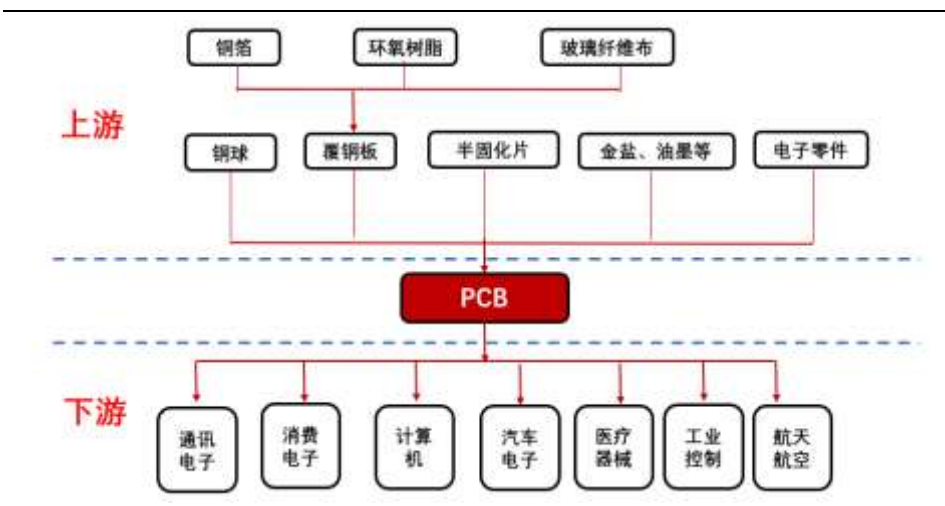 铜箔
环氧树脂
玻璃纤维布
上游
铜球
覆铜板
半固化片
金盐、油墨等
电子零件
PCB
下游
通讯
电子
消费
电子
计算
机
汽车
电子
医疗
器械
工业
控制
航天
航空